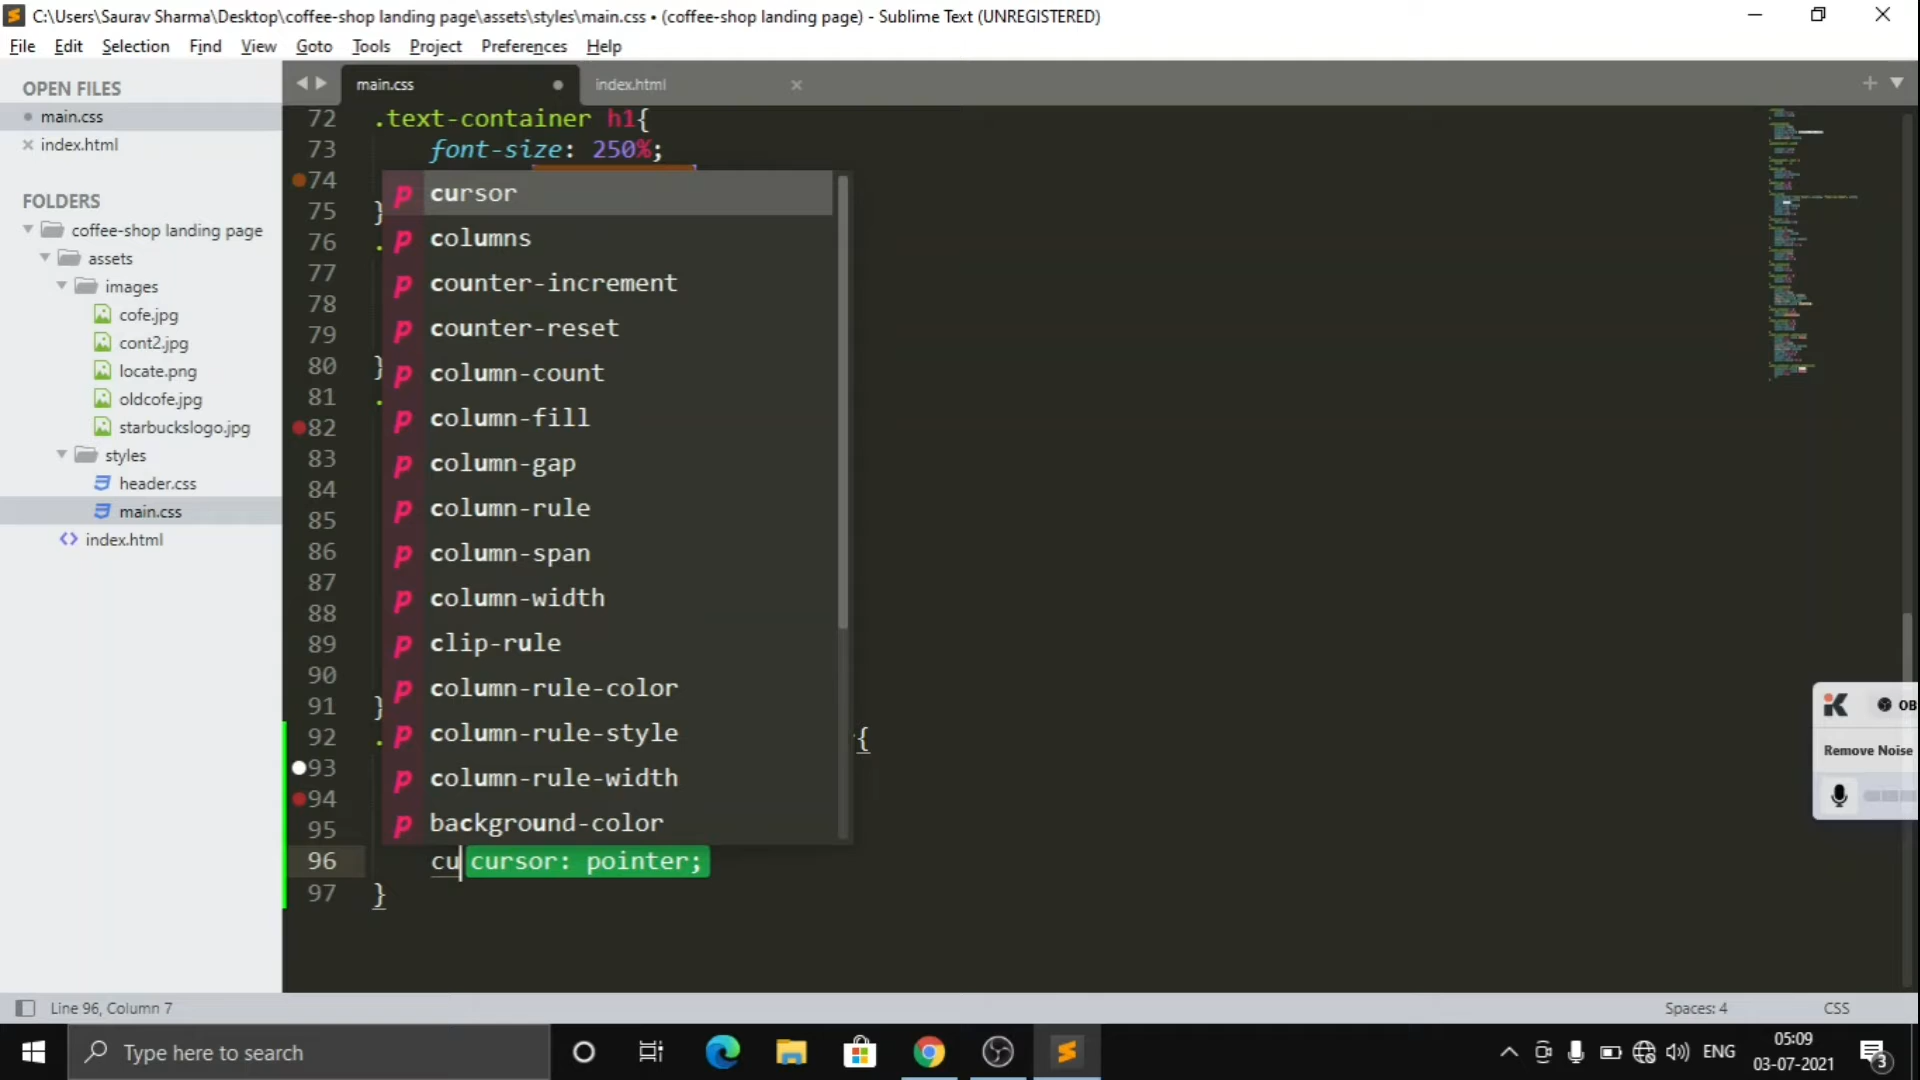 C:\Users\Saurav Sharma\Desktop\coffee-shop landing page\assets\styles\main.css • (coffee-shop landing page) - Sublime Text (UNREGISTERED)
File Edit Selection Find View Goto Tools Project Preferences Help
OPEN FILES
main.css
index.html
FOLDERS
coffee-shop landing page
assets
images
cofe.jpg
cont2.jpg
locate.png
oldcofe.jpg
starbuckslogo.jpg
styles
header.css
main.css
index.html
main.css index.html
72 .text-container h1{
73 font-size: 250%;
74
75 }
76 .
77
78
79
80 }
81 .
82
83
84
85
86
87
88
89
90
91 }
92 . {
93
94
95
96 cu cursor: pointer;
97 }
p cursor
p columns
p counter-increment
p counter-reset
p column-count
p column-fill
p column-gap
p column-rule
p column-span
p column-width
p clip-rule
p column-rule-color
p column-rule-style
p column-rule-width
p background-color
OB
Remove Noise
Line 96, Column 7 Spaces: 4 CSS
Type here to search
ENG 05:09
03-07-2021
3